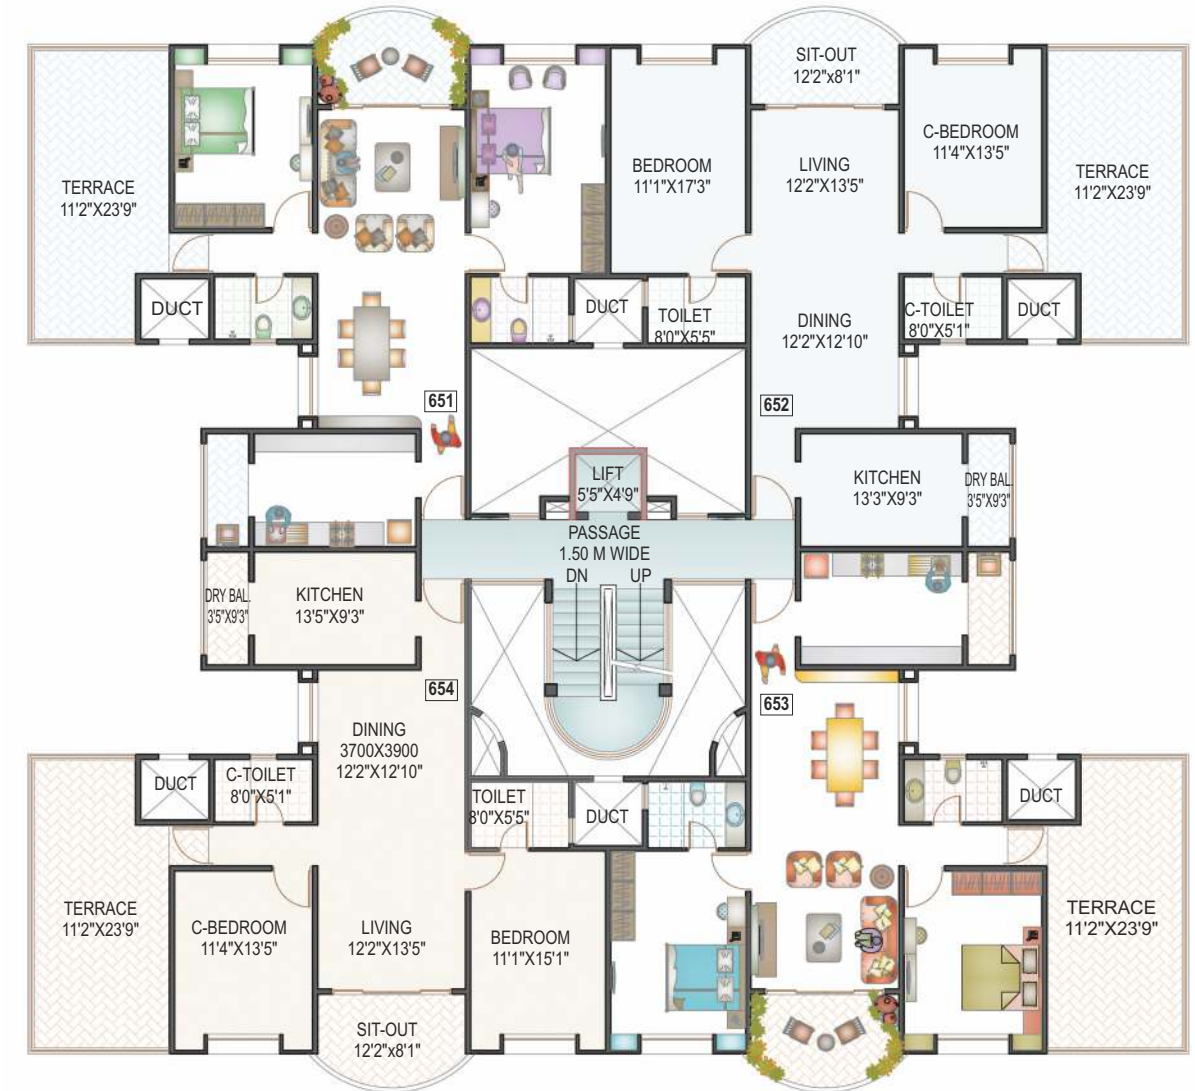 SIT-OUT
12'2"x8'1"
C-BEDROOM
11'4"X13'5"
TERRACE
11'2"X23'9"
BEDROOM
11'1"X17'3"
LIVING
12'2"X13'5"
TERRACE
11'2"X23'9"
DUCT
DUCT
TOILET
8'0"X5'5"
DINING
12'2"X12'10"
C-TOILET
8'0"X5'1"
DUCT
651
652
LIFT
5'5"X4'9"
KITCHEN
13'3"X9'3"
DRY BAL.
3'5"X9'3"
PASSAGE
1.50 M WIDE
DN
UP
DRY BAL.
3'5"X9'3"
KITCHEN
13'5"X9'3"
654
653
DINING
3700X3900
12'2"X12'10"
DUCT
C-TOILET
8'0"X5'1"
TOILET
8'0"X5'5"
DUCT
DUCT
TERRACE
11'2"X23'9"
C-BEDROOM
11'4"X13'5"
LIVING
12'2"X13'5"
BEDROOM
11'1"X15'1"
TERRACE
11'2"X23'9"
SIT-OUT
12'2"x8'1"